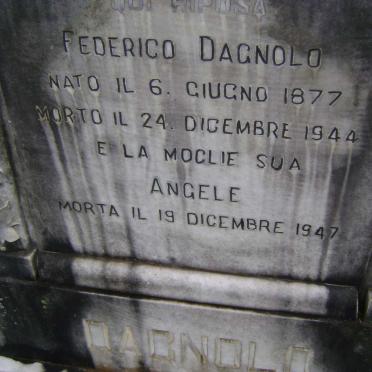 QUI RIPOSA
FEDERICO DAGNOLO
NATO IL 6. GIUGNO 1877
MORTO IL 24. DICEMBRE 1944
E LA MOGLIE SUA
ANGELE
MORTA IL 19 DICEMBRE 1947
DAGNOLO